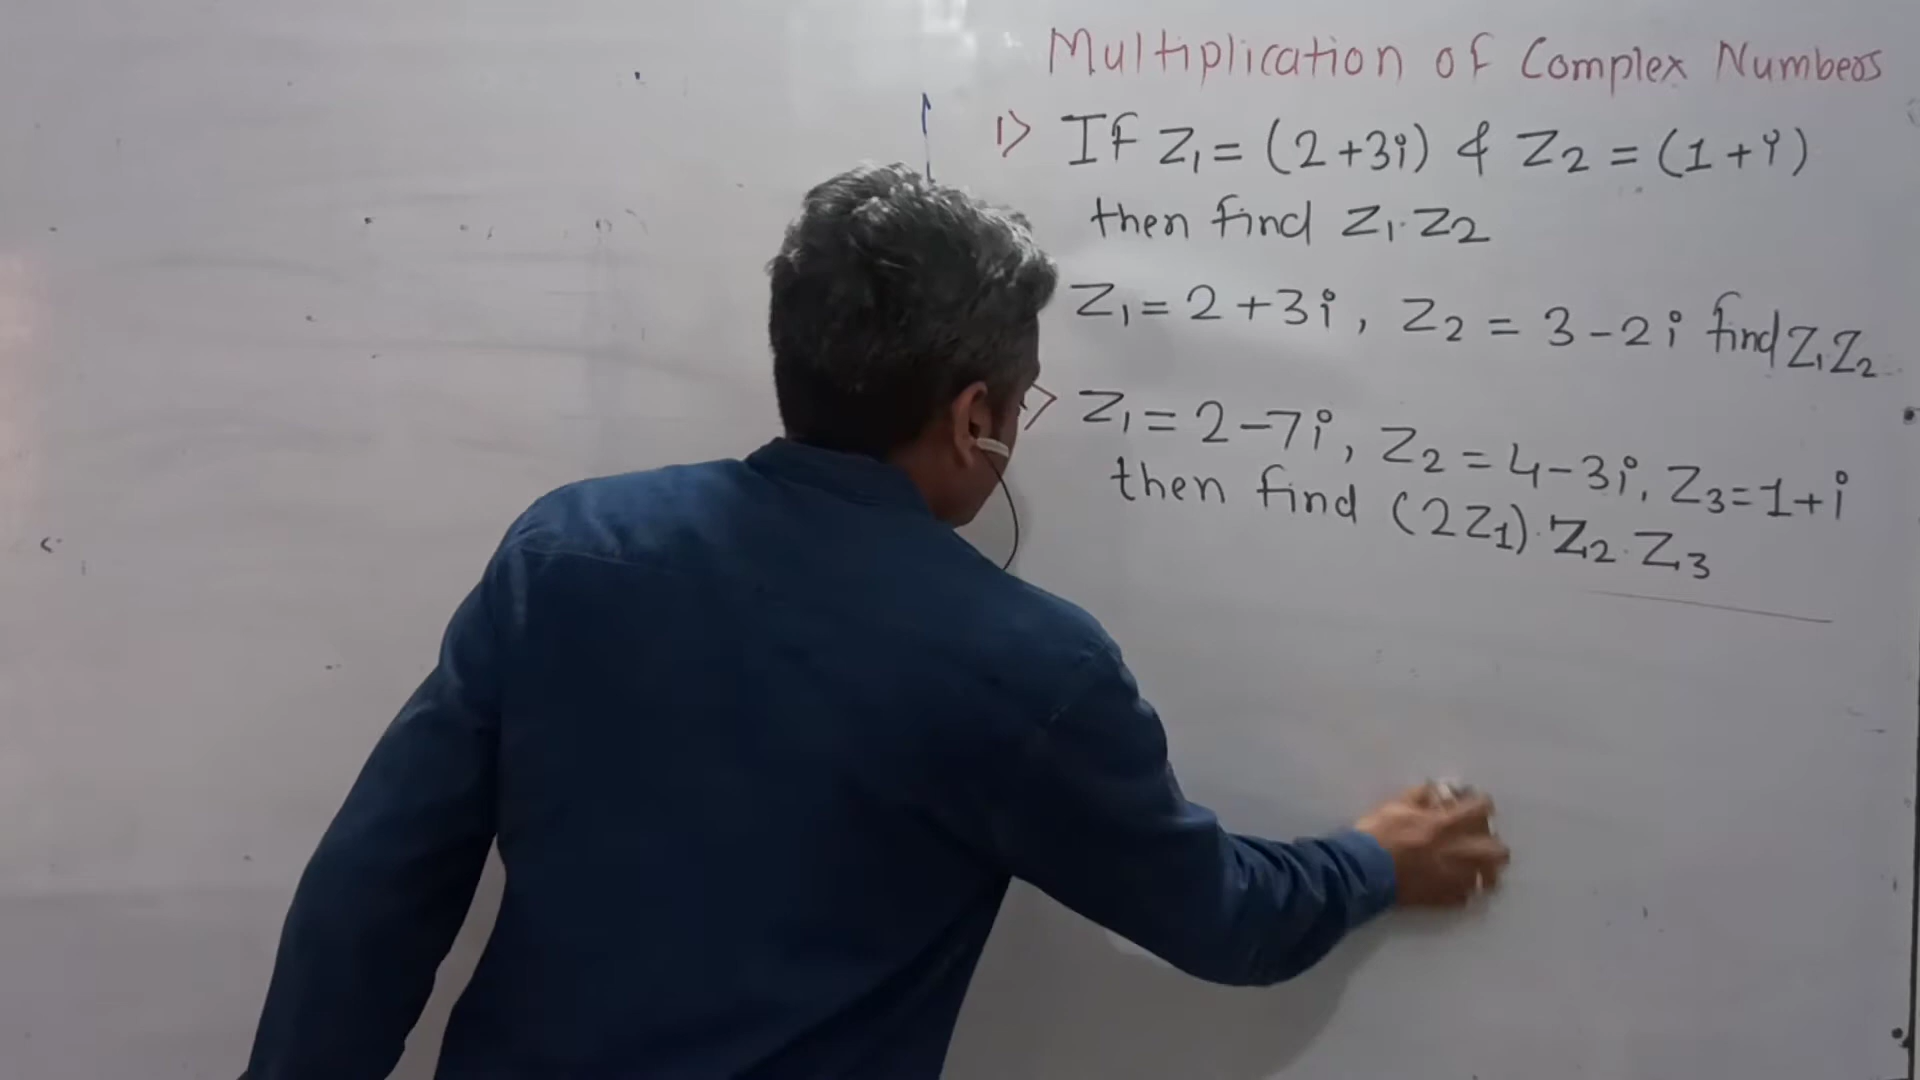 Multiplication of Complex Numbers
1> If Z₁ = (2+3i) & Z₂ = (1+i)
then find Z₁·Z₂
Z₁ = 2+3i, Z₂ = 3-2i find Z₁Z₂
> Z₁ = 2-7i, Z₂ = 4-3i, Z₃ = 1+i
then find (2Z₁)·Z₂·Z₃